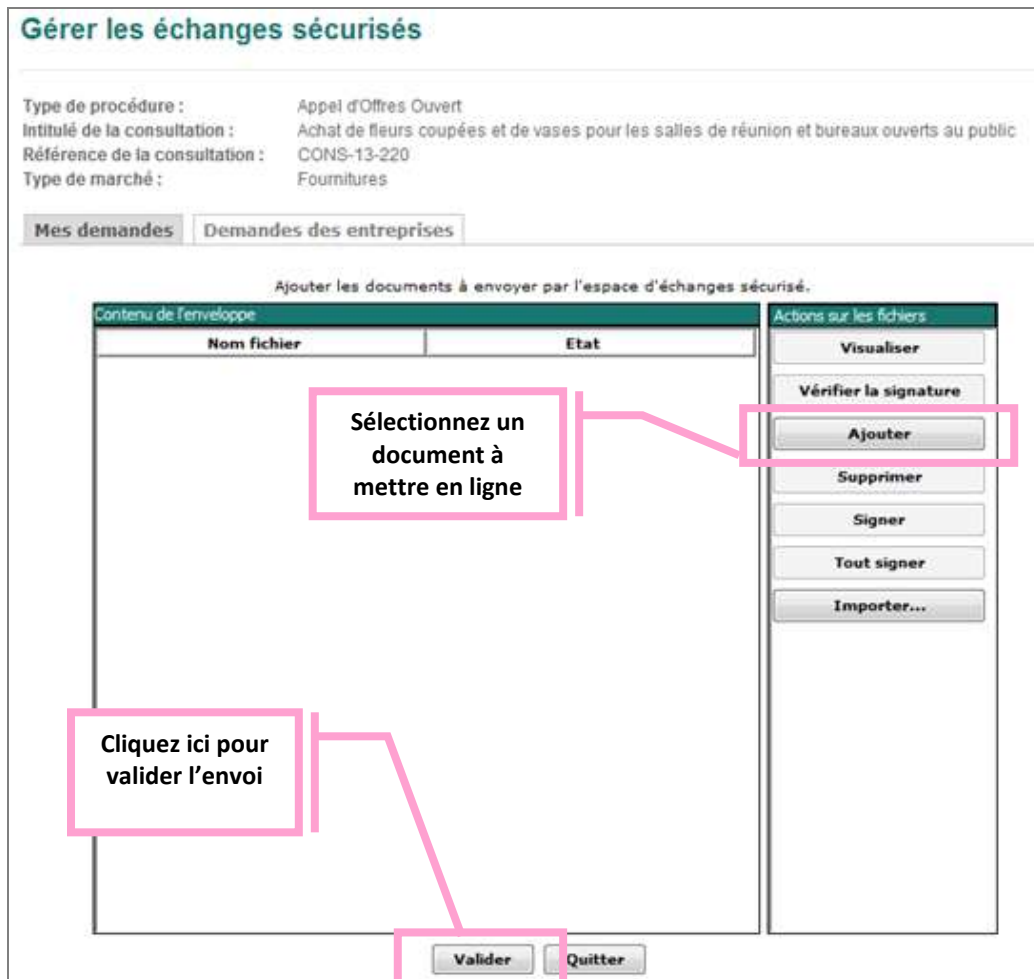 Gérer les échanges sécurisés
Type de procédure : Appel d'Offres Ouvert
Intitulé de la consultation : Achat de fleurs coupées et de vases pour les salles de réunion et bureaux ouverts au public
Référence de la consultation : CONS-13-220
Type de marché : Fournitures
Mes demandes Demandes des entreprises
Ajouter les documents à envoyer par l'espace d'échanges sécurisé.
Contenu de l'enveloppe Actions sur les fichiers
Nom fichier Etat
Visualiser
Vérifier la signature
Ajouter
Supprimer
Signer
Tout signer
Importer...
Sélectionnez un
document à
mettre en ligne
Cliquez ici pour
valider l’envoi
Valider Quitter